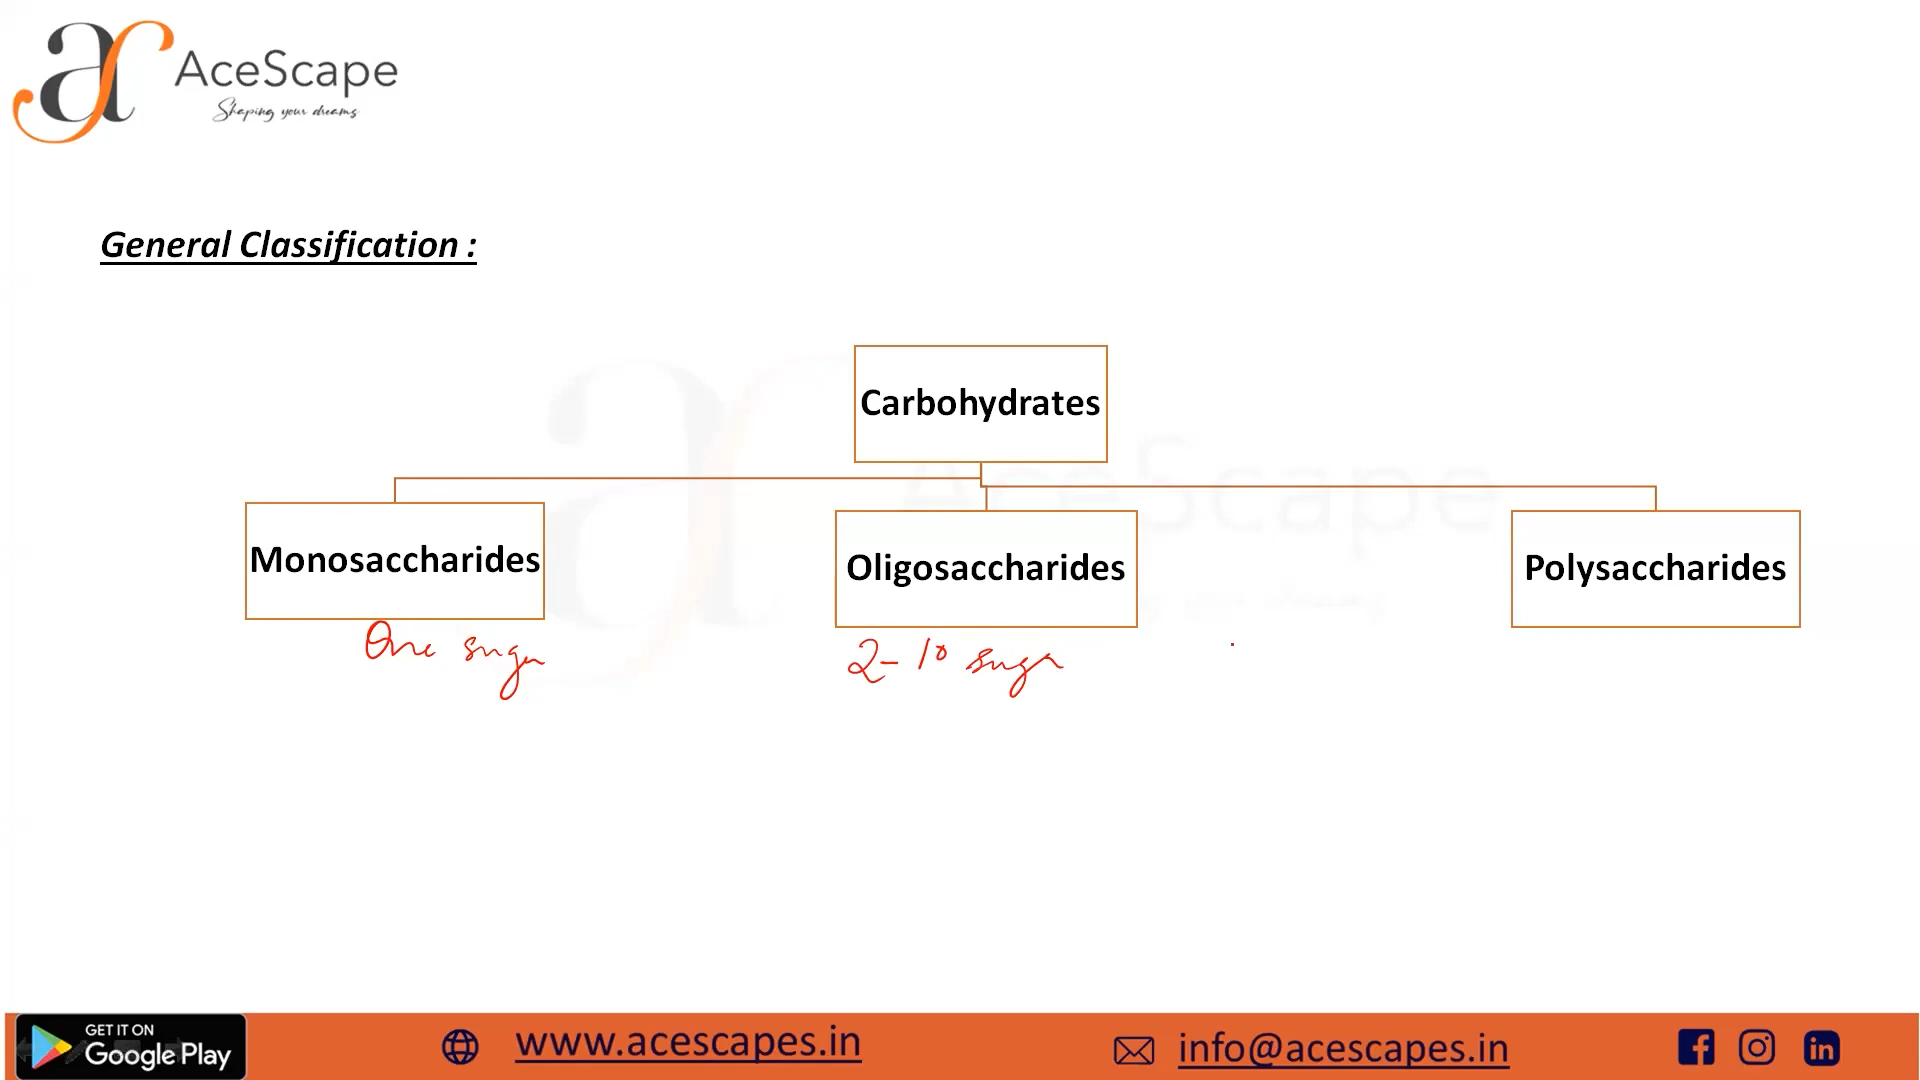 AceScape
Shaping your dreams
General Classification :
Carbohydrates
Monosaccharides
Oligosaccharides
Polysaccharides
One sugar
2-10 sugar
GET IT ON
Google Play
www.acescapes.in
info@acescapes.in